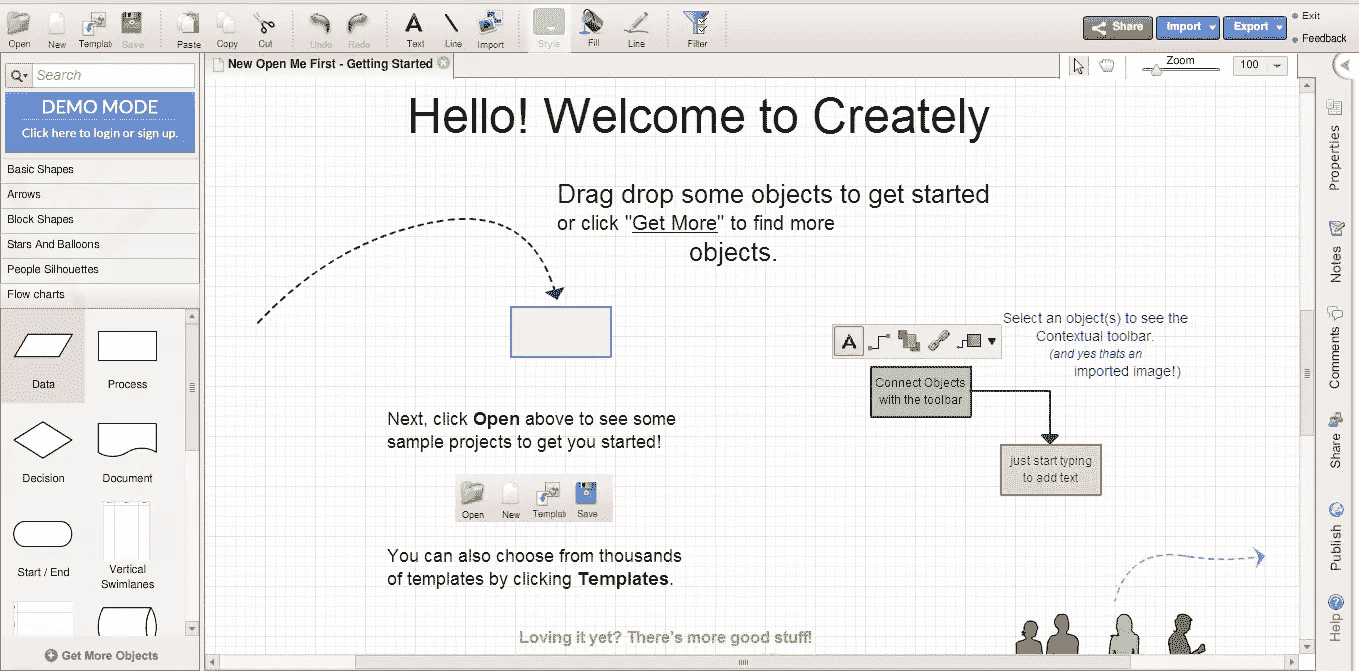 Open New Templat Save Paste Copy Cut Undo Redo Text Line Import Style Fill Line Filter
Share Import Export Exit
Feedback
Search
DEMO MODE
Click here to login or sign up.
Basic Shapes
Arrows
Block Shapes
Stars And Balloons
People Silhouettes
Flow charts
Data Process
Decision Document
Start / End Vertical
Swimlanes
Get More Objects
New Open Me First - Getting Started
Zoom 100
Hello! Welcome to Creately
Drag drop some objects to get started
or click "Get More" to find more
objects.
Select an object(s) to see the
Contextual toolbar.
(and yes thats an
imported image!)
A
Connect Objects
with the toolbar
just start typing
to add text
Next, click Open above to see some
sample projects to get you started!
Open New Templat Save
You can also choose from thousands
of templates by clicking Templates.
Loving it yet? There's more good stuff!
Properties
Notes
Comments
Share
Publish
Help